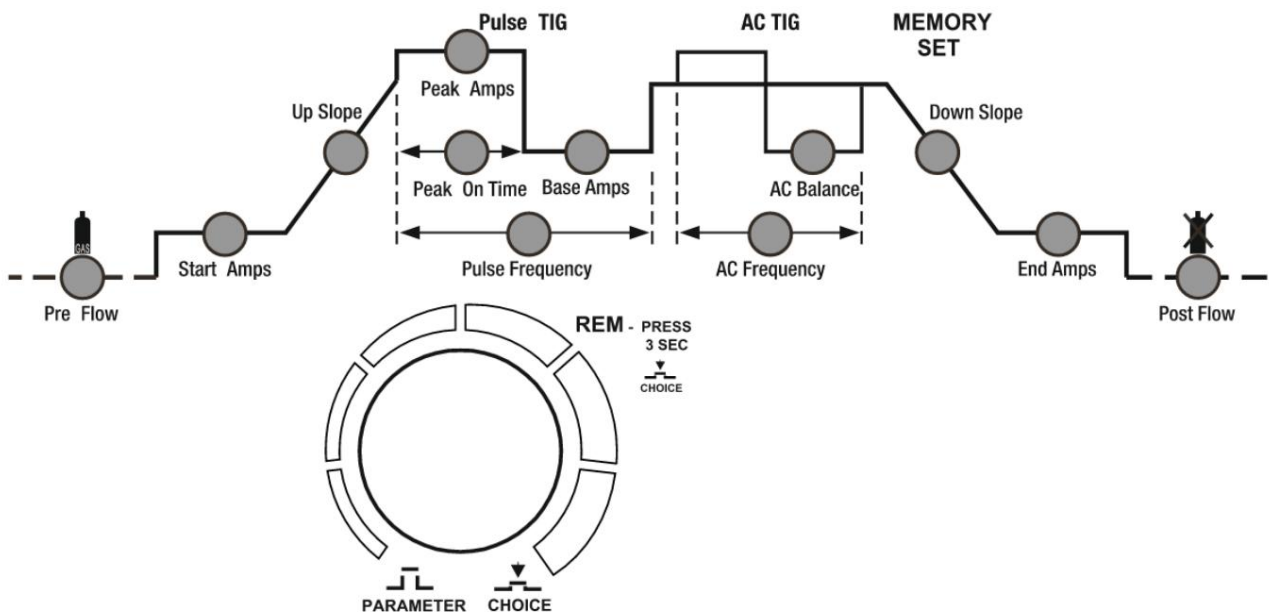 Pulse TIG
AC TIG
MEMORY
SET
Peak Amps
Up Slope
Down Slope
Peak On Time
Base Amps
AC Balance
GAS
Start Amps
Pulse Frequency
AC Frequency
End Amps
Pre Flow
Post Flow
REM - PRESS
3 SEC
CHOICE
PARAMETER
CHOICE